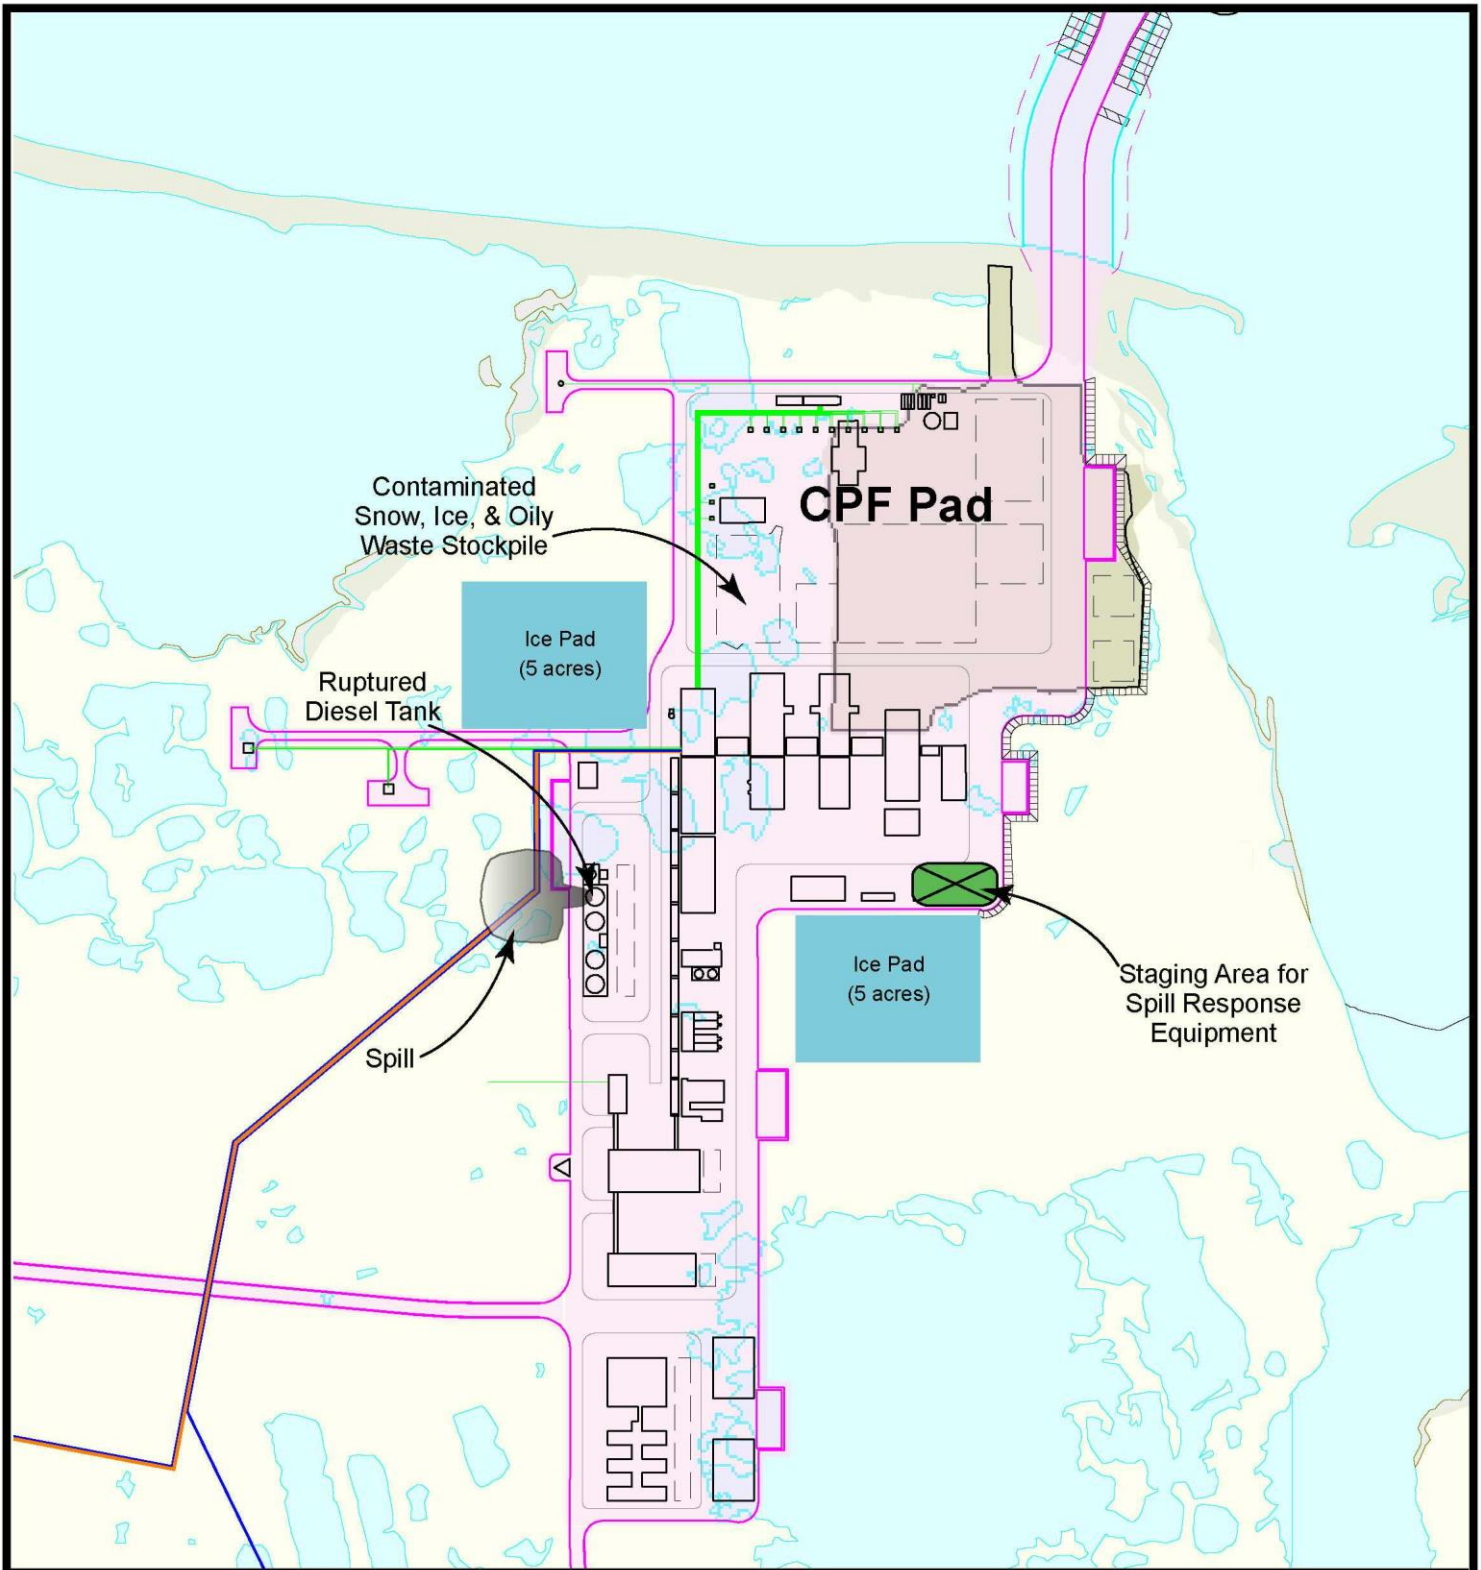 Contaminated
Snow, Ice, & Oily
Waste Stockpile
CPF Pad
Ice Pad
(5 acres)
Ruptured
Diesel Tank
Ice Pad
(5 acres)
Staging Area for
Spill Response
Equipment
Spill